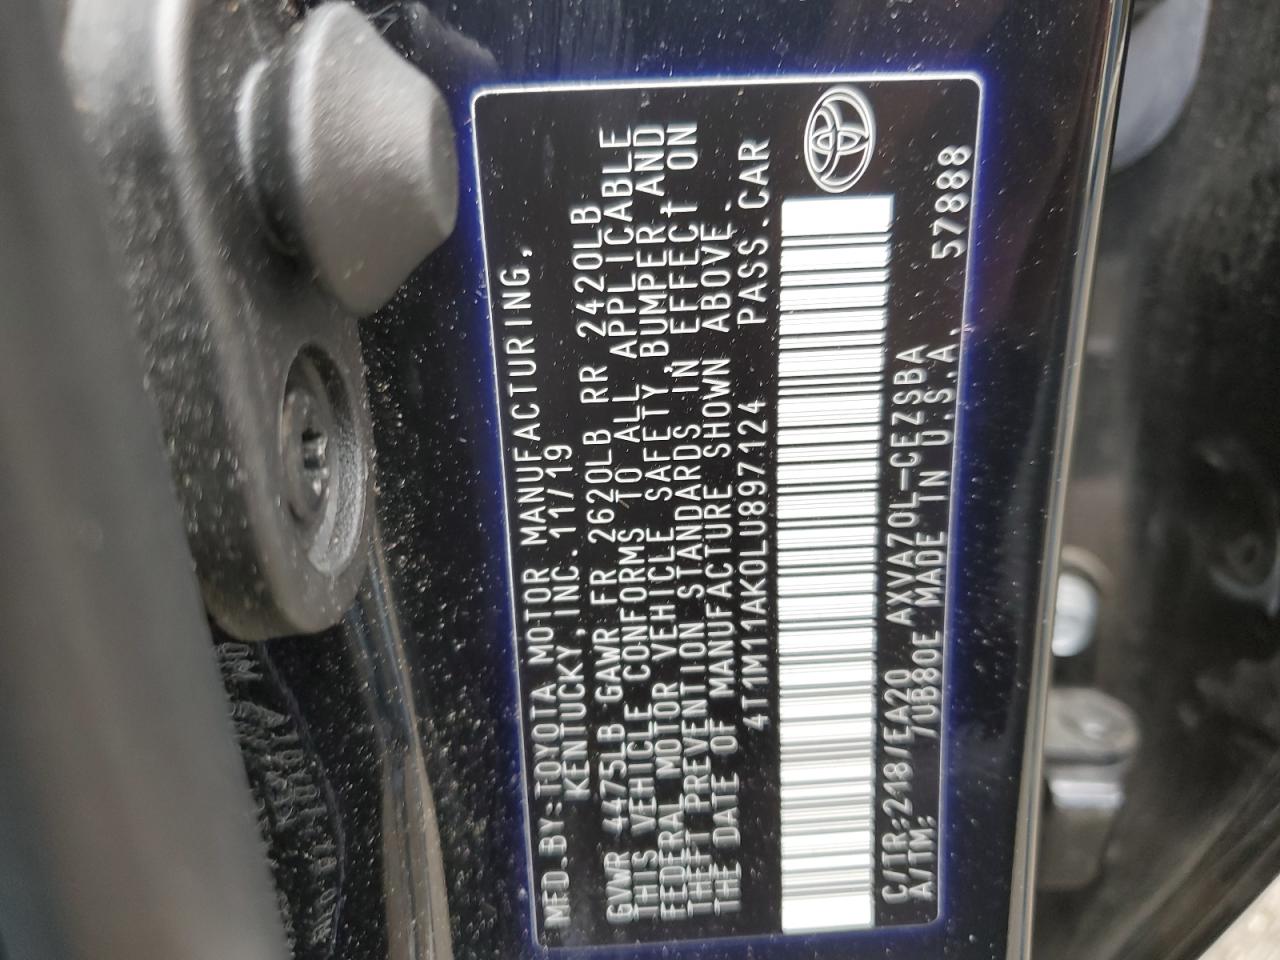 MFD.BY:TOYOTA MOTOR MANUFACTURING,
KENTUCKY,INC.11/19
GVWR 4475LB GAWR FR 2620LB RR 2420LB
THIS VEHICLE CONFORMS TO ALL APPLICABLE
FEDERAL MOTOR VEHICLE SAFETY,BUMPER,AND
THEFT PREVENTION STANDARDS IN EFFECT ON
THE DATE OF MANUFACTURE SHOWN ABOVE.
4T1M11AK0LU897124 PASS.CAR
C/TR:218/EA20 AXVA70L-CEZSBA
A/TM: /UB80E MADE IN U.S.A. 57888